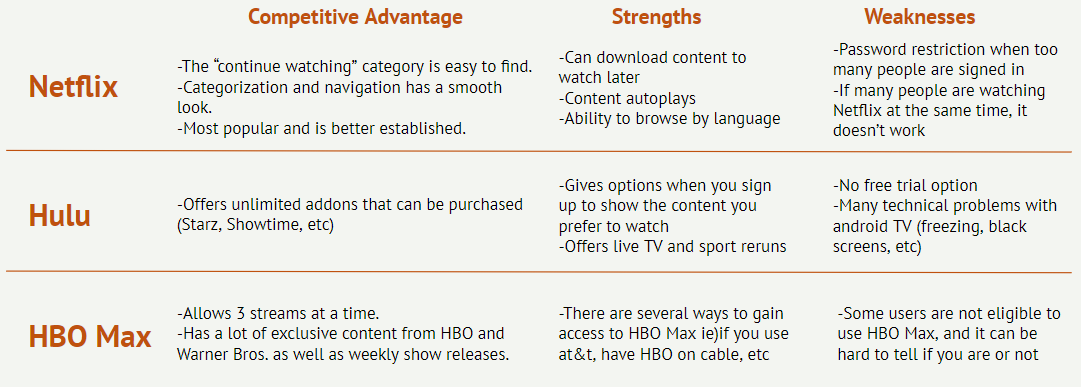 Competitive Advantage Strengths Weaknesses
Netflix
-The “continue watching” category is easy to find.
-Categorization and navigation has a smooth
look.
-Most popular and is better established.
-Can download content to
watch later
-Content autoplays
-Ability to browse by language
-Password restriction when too
many people are signed in
-If many people are watching
Netflix at the same time, it
doesn’t work
Hulu
-Offers unlimited addons that can be purchased
(Starz, Showtime, etc)
-Gives options when you sign
up to show the content you
prefer to watch
-Offers live TV and sport reruns
-No free trial option
-Many technical problems with
android TV (freezing, black
screens, etc)
HBO Max
-Allows 3 streams at a time.
-Has a lot of exclusive content from HBO and
Warner Bros. as well as weekly show releases.
-There are several ways to gain
access to HBO Max ie)if you use
at&t, have HBO on cable, etc
-Some users are not eligible to
use HBO Max, and it can be
hard to tell if you are or not